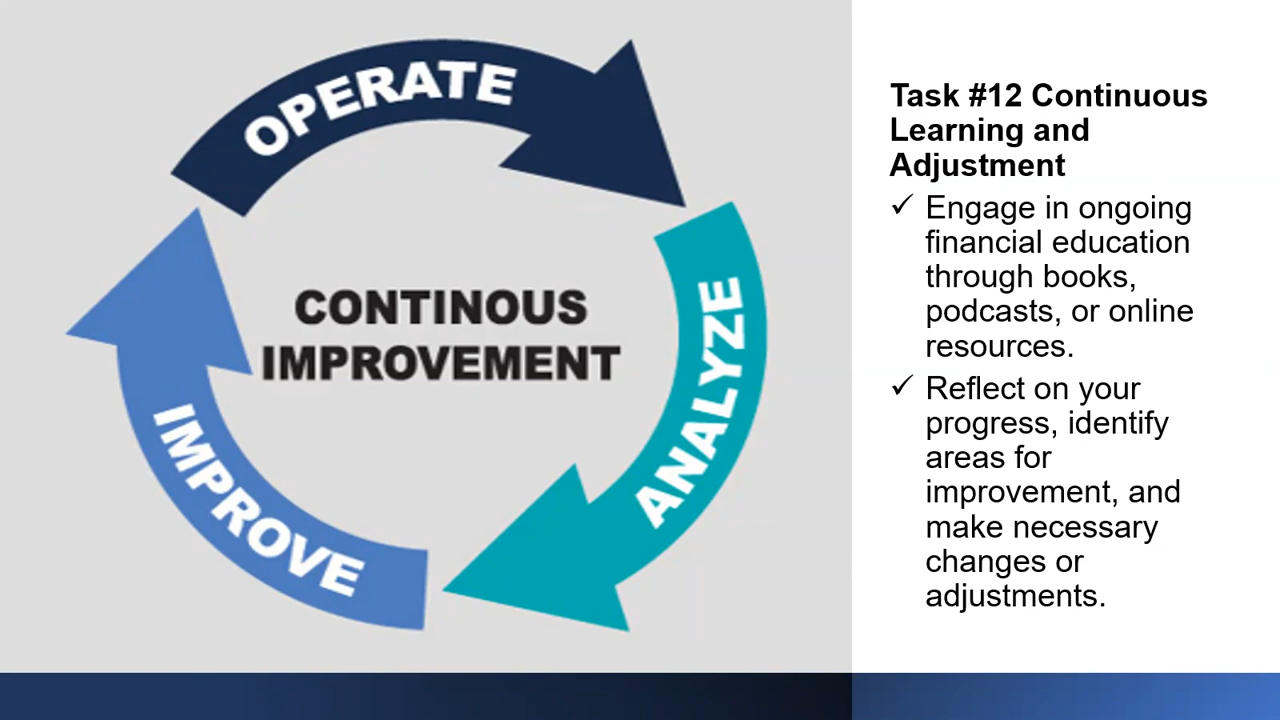 OPERATE
ANALYZE
IMPROVE
CONTINOUS
IMPROVEMENT
Task #12 Continuous
Learning and
Adjustment
✓ Engage in ongoing
financial education
through books,
podcasts, or online
resources.
✓ Reflect on your
progress, identify
areas for
improvement, and
make necessary
changes or
adjustments.